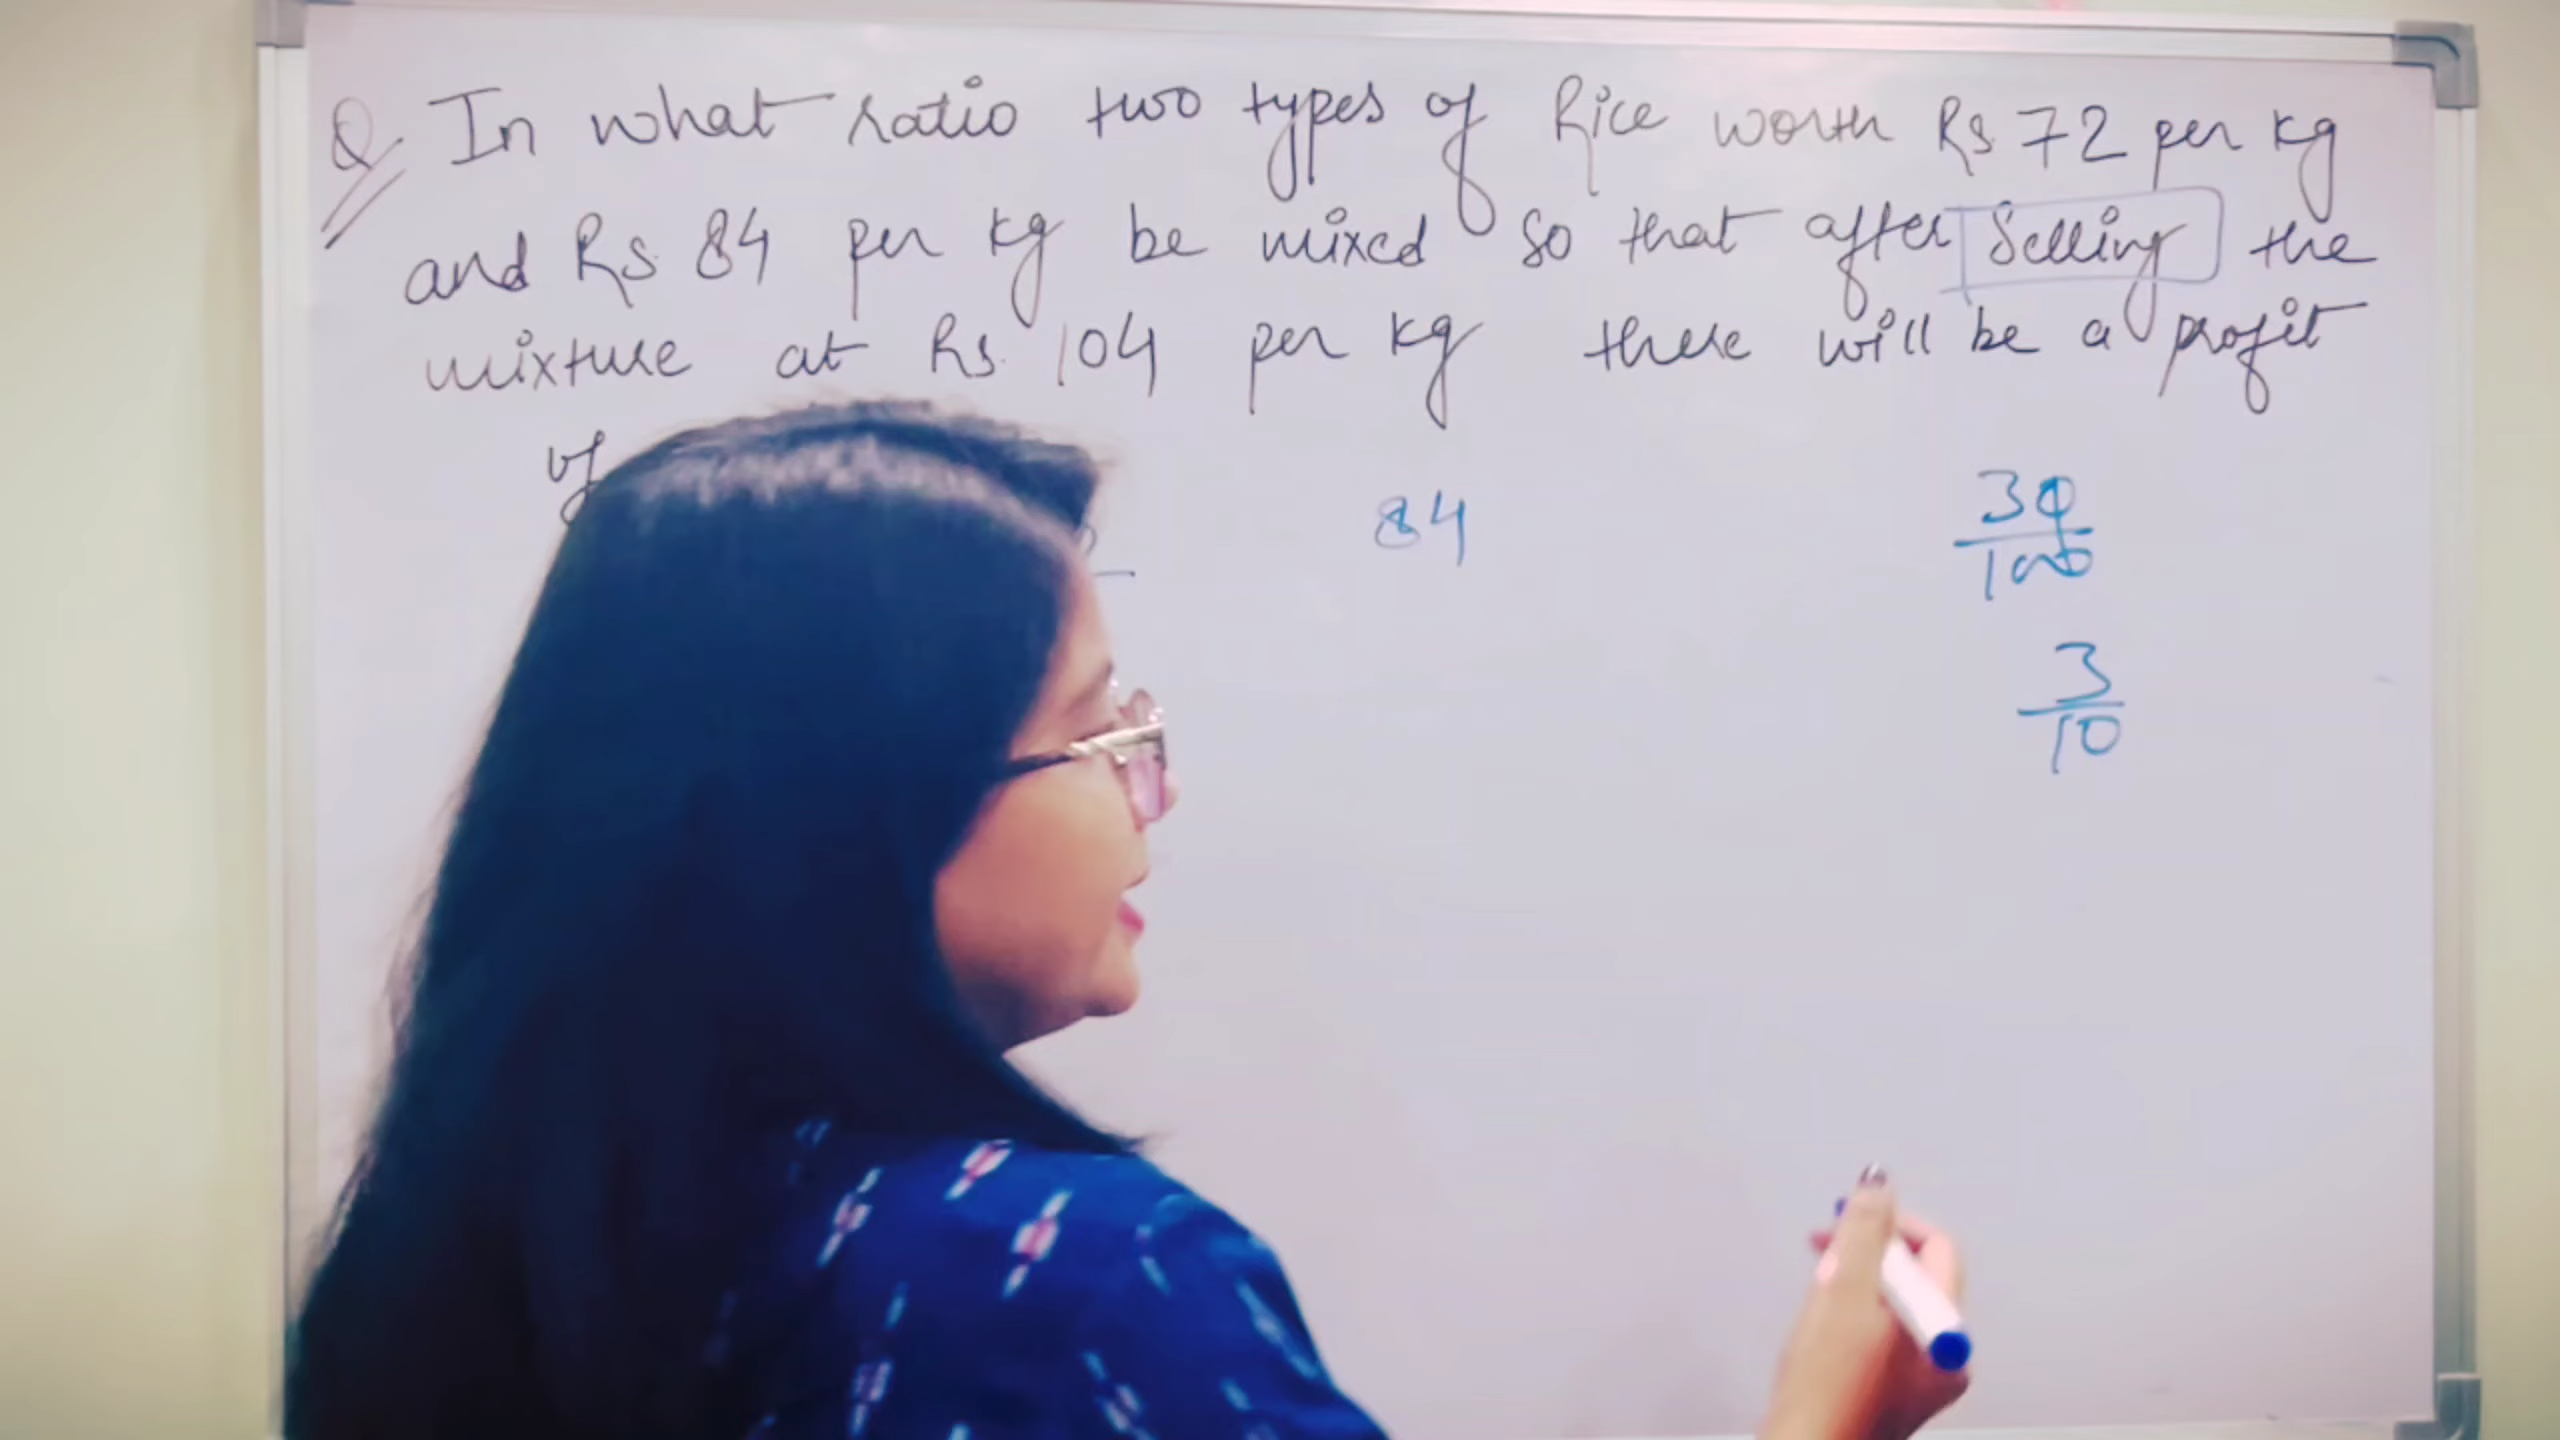 Q. In what ratio two types of Rice worth Rs 72 per kg
and Rs. 84 per kg be mixed so that after Selling the
mixture at Rs. 104 per kg there will be a profit
of
84
30
100
3
10